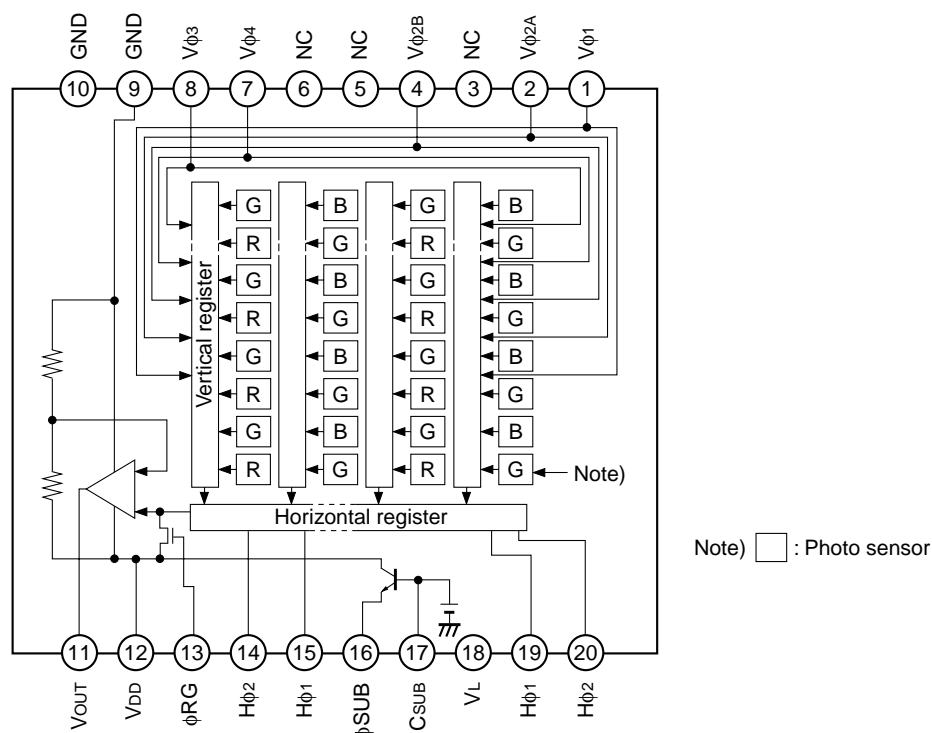 GND GND Vφ3 Vφ4 NC NC Vφ2B NC Vφ2A Vφ1
10 9 8 7 6 5 4 3 2 1
G B G B
R G R G
G B G B
R G R G
G B G B
R G R G
G B G B
R G R G
Vertical register
Note)
Horizontal register
Note) : Photo sensor
11 12 13 14 15 16 17 18 19 20
VOUT VDD φRG Hφ2 Hφ1 φSUB CSUB VL Hφ1 Hφ2